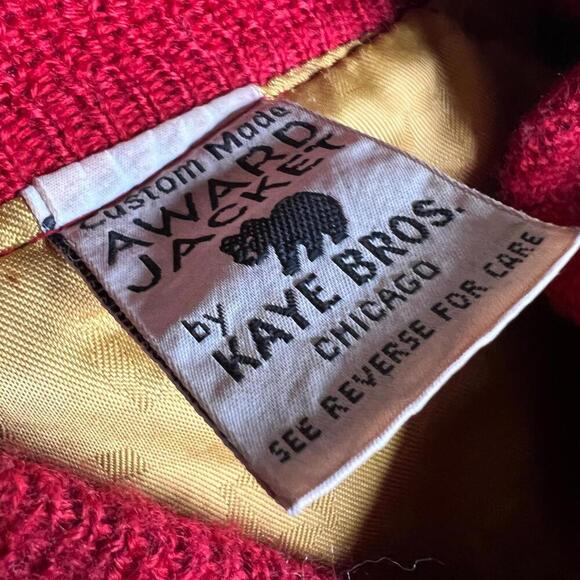 Custom Made
AWARD
JACKET
by
KAYE BROS.
CHICAGO
SEE REVERSE FOR CARE